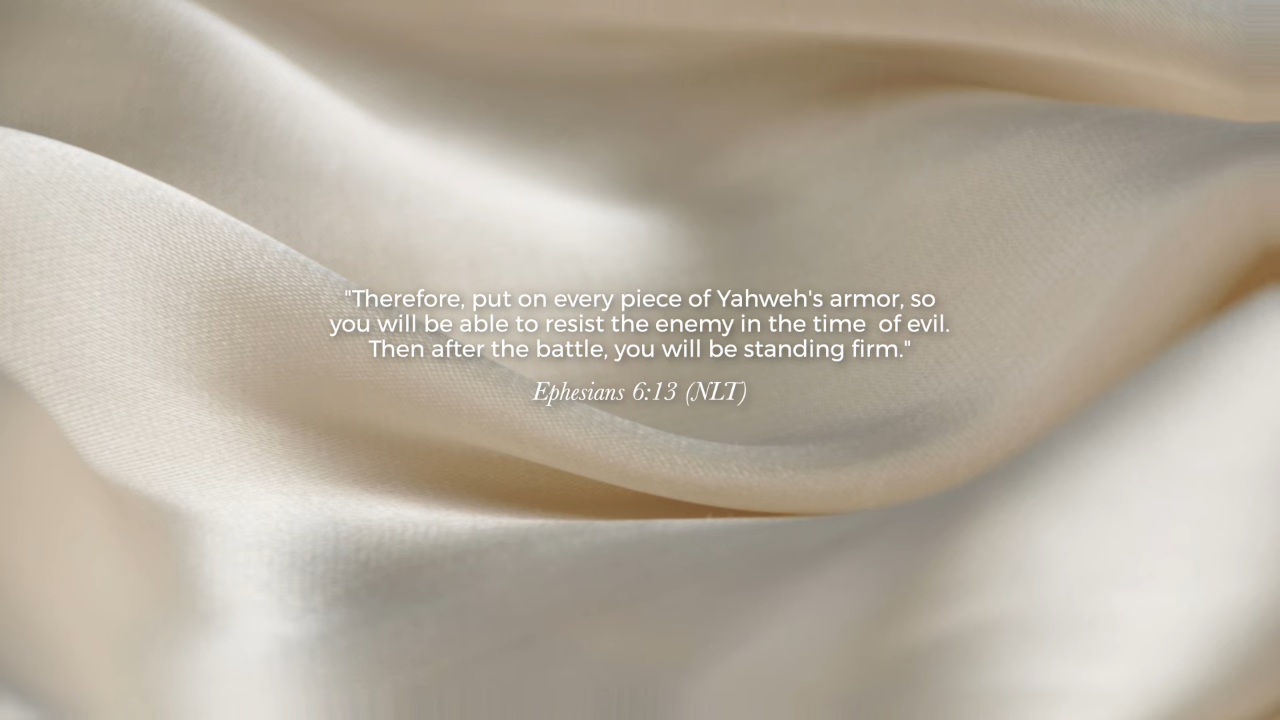 "Therefore, put on every piece of Yahweh's armor, so
you will be able to resist the enemy in the time  of evil.
Then after the battle, you will be standing firm."
Ephesians 6:13 (NLT)